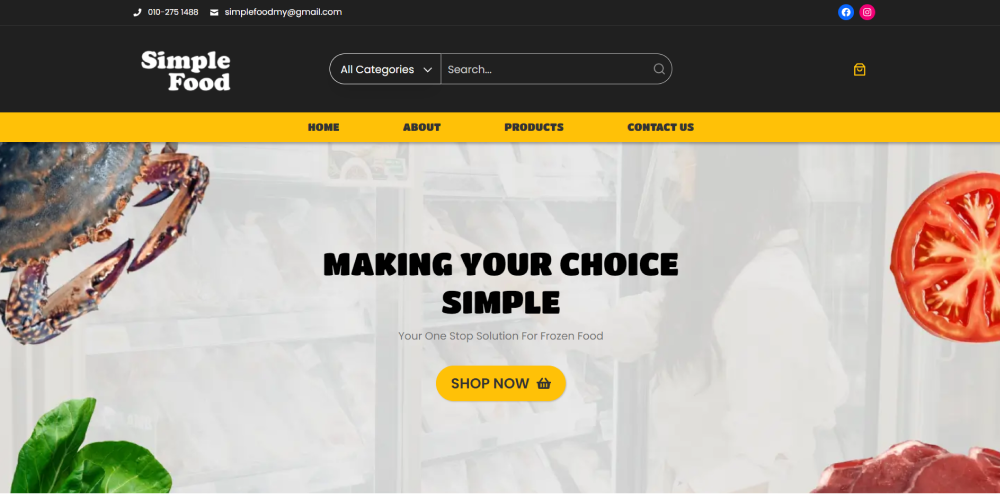 010-275 1488
simplefoodmy@gmail.com
Simple
Food
All Categories
Search...
HOME
ABOUT
PRODUCTS
CONTACT US
MAKING YOUR CHOICE
SIMPLE
Your One Stop Solution For Frozen Food
SHOP NOW